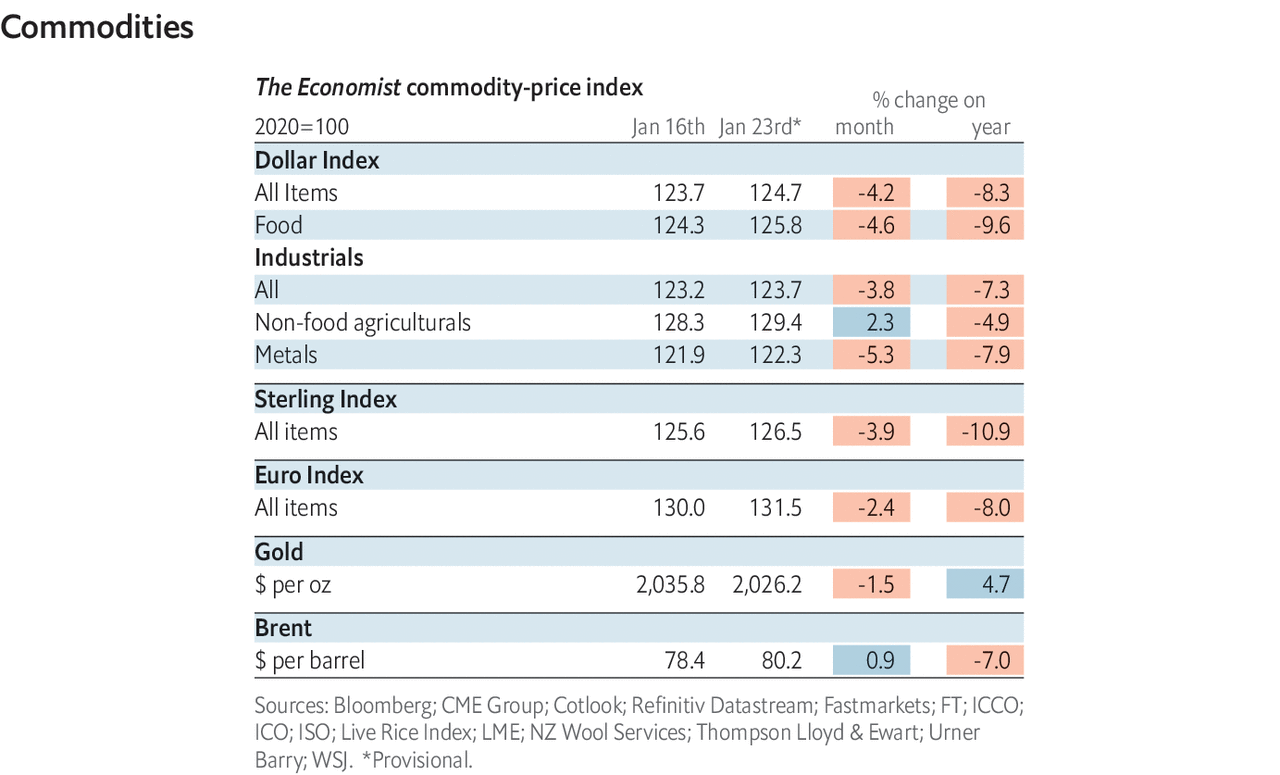 Commodities
The Economist commodity-price index
% change on
2020=100 Jan 16th Jan 23rd* month year
Dollar Index
All Items 123.7 124.7 -4.2 -8.3
Food 124.3 125.8 -4.6 -9.6
Industrials
All 123.2 123.7 -3.8 -7.3
Non-food agriculturals 128.3 129.4 2.3 -4.9
Metals 121.9 122.3 -5.3 -7.9
Sterling Index
All items 125.6 126.5 -3.9 -10.9
Euro Index
All items 130.0 131.5 -2.4 -8.0
Gold
$ per oz 2,035.8 2,026.2 -1.5 4.7
Brent
$ per barrel 78.4 80.2 0.9 -7.0
Sources: Bloomberg; CME Group; Cotlook; Refinitiv Datastream; Fastmarkets; FT; ICCO;
ICO; ISO; Live Rice Index; LME; NZ Wool Services; Thompson Lloyd & Ewart; Urner
Barry; WSJ. *Provisional.